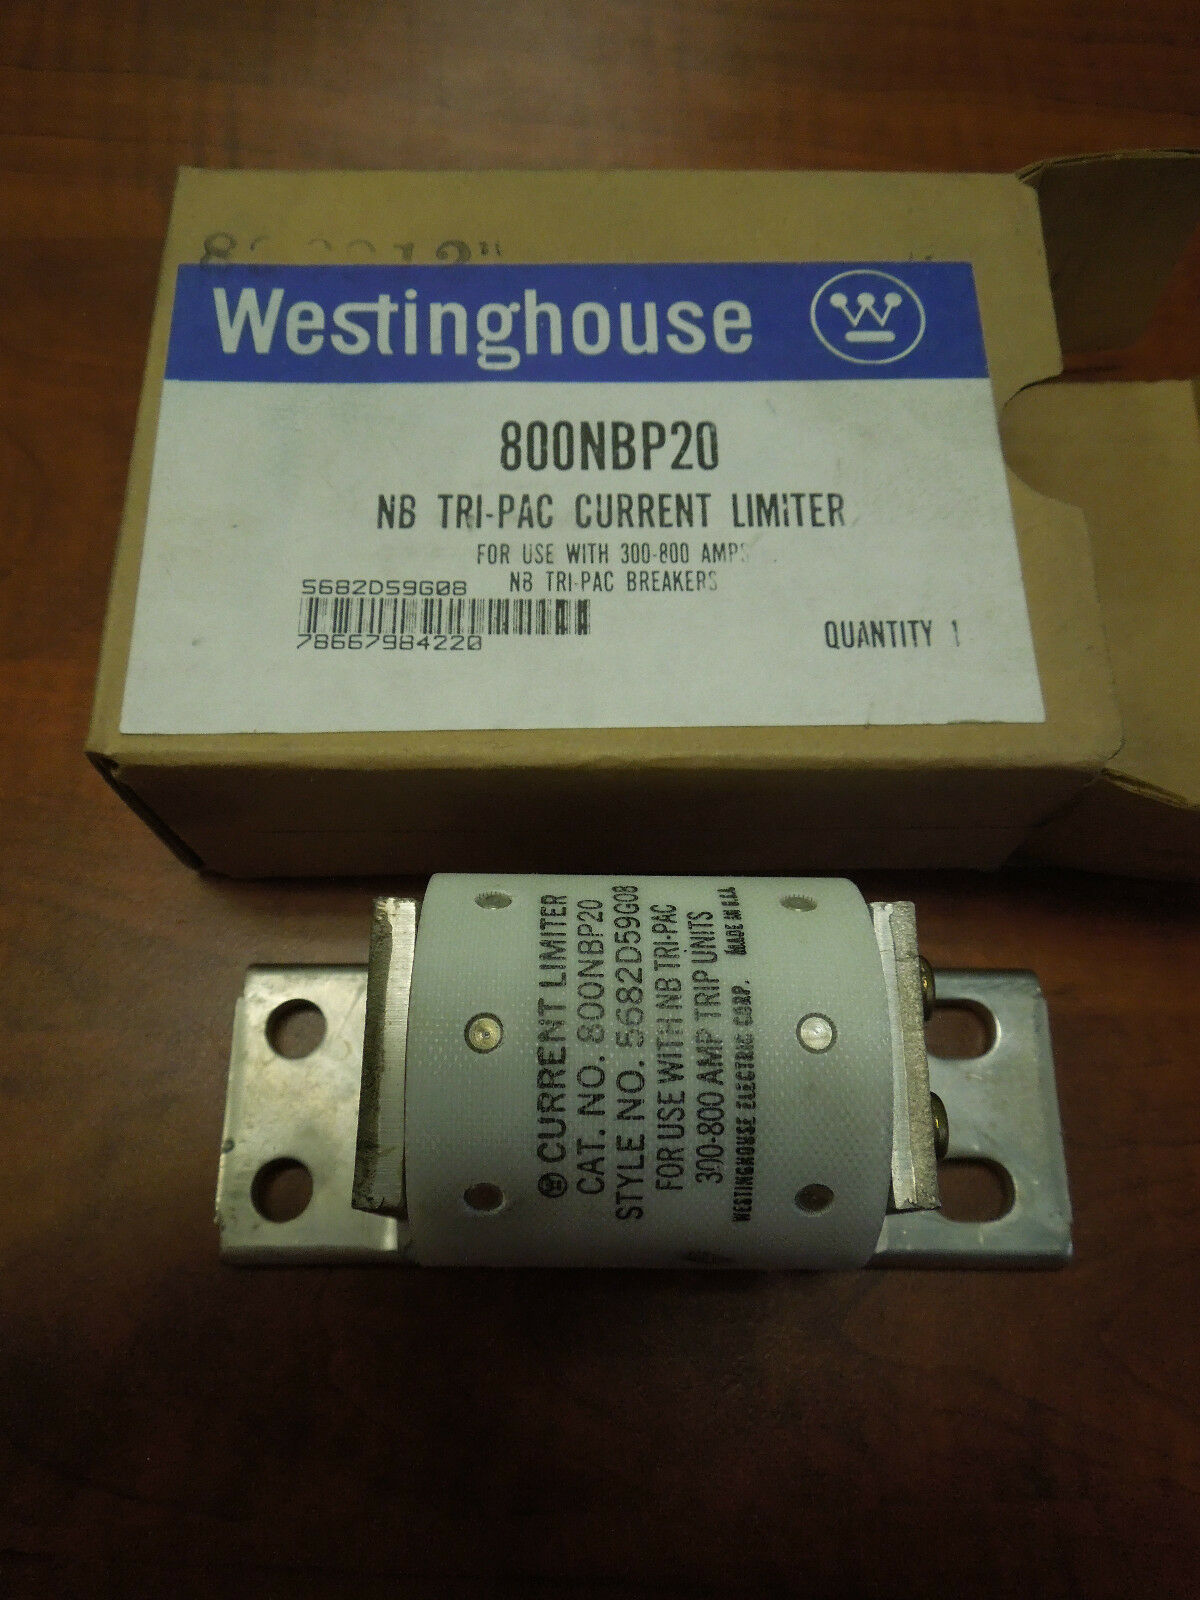 Westinghouse W
800NBP20
NB TRI-PAC CURRENT LIMITER
FOR USE WITH 300-800 AMPS
NB TRI-PAC BREAKERS
5682D59G08
78667984220
QUANTITY 1
W CURRENT LIMITER
CAT. NO. 800NBP20
STYLE NO. 5682D59G08
FOR USE WITH NB TRI-PAC
300-800 AMP TRIP UNITS
WESTINGHOUSE ELECTRIC CORP. MADE IN U.S.A.